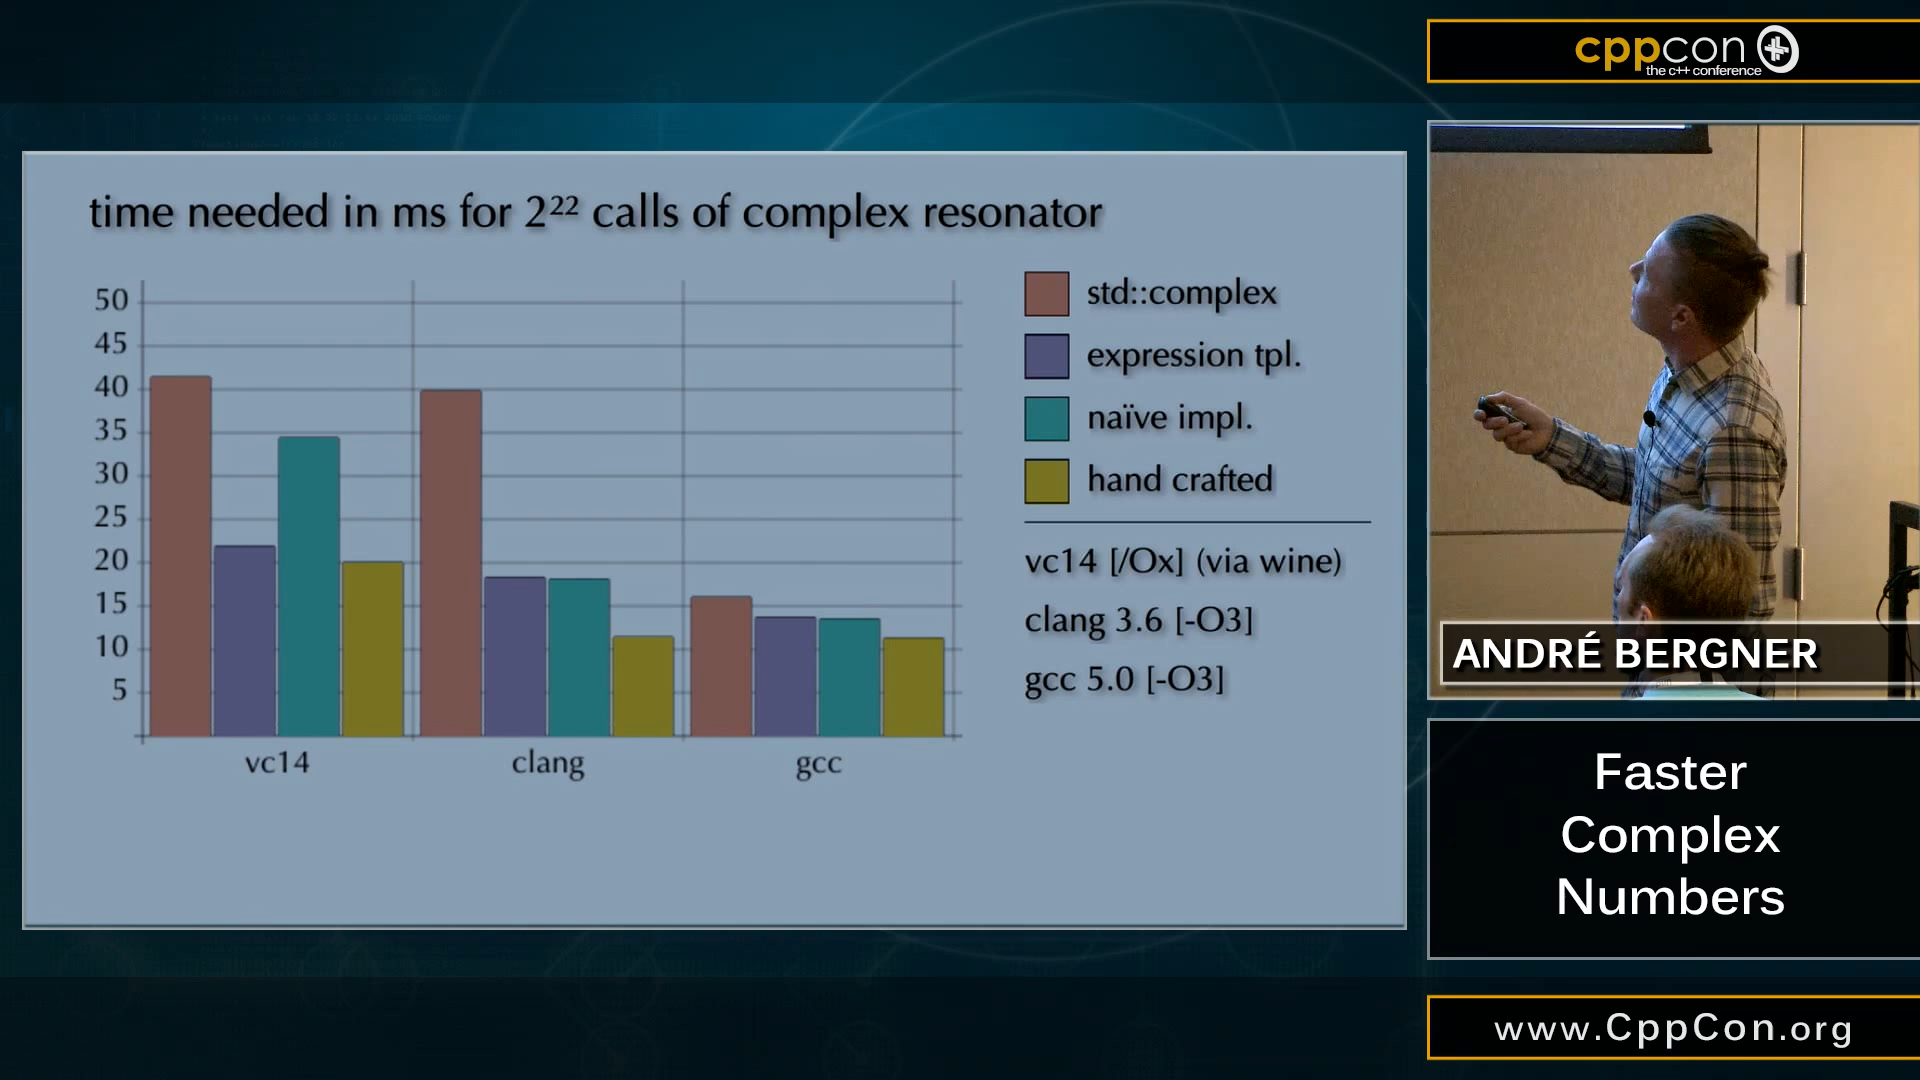 cppcon
the c++ conference
time needed in ms for 2²² calls of complex resonator
50
45
40
35
30
25
20
15
10
5
vc14
clang
gcc
std::complex
expression tpl.
naïve impl.
hand crafted
vc14 [/Ox] (via wine)
clang 3.6 [-O3]
gcc 5.0 [-O3]
ANDRÉ BERGNER
Faster
Complex
Numbers
www.CppCon.org